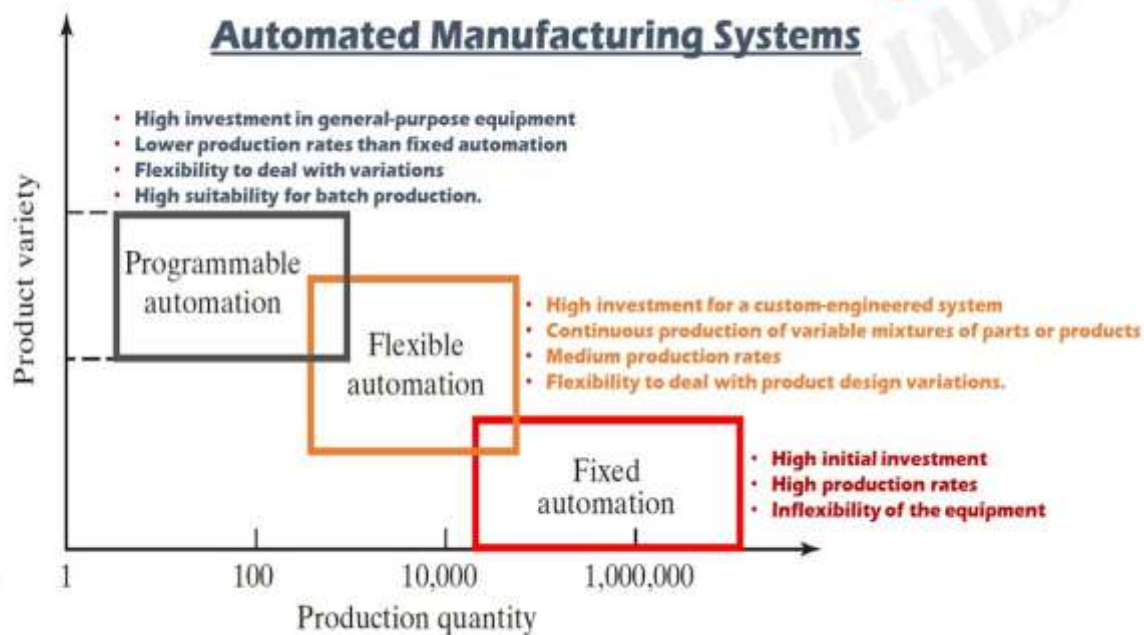 Automated Manufacturing Systems
• High investment in general-purpose equipment
• Lower production rates than fixed automation
• Flexibility to deal with variations
• High suitability for batch production.
Product variety
Programmable
automation
Flexible
automation
• High investment for a custom-engineered system
• Continuous production of variable mixtures of parts or products
• Medium production rates
• Flexibility to deal with product design variations.
Fixed
automation
• High initial investment
• High production rates
• Inflexibility of the equipment
1
100
10,000
1,000,000
Production quantity